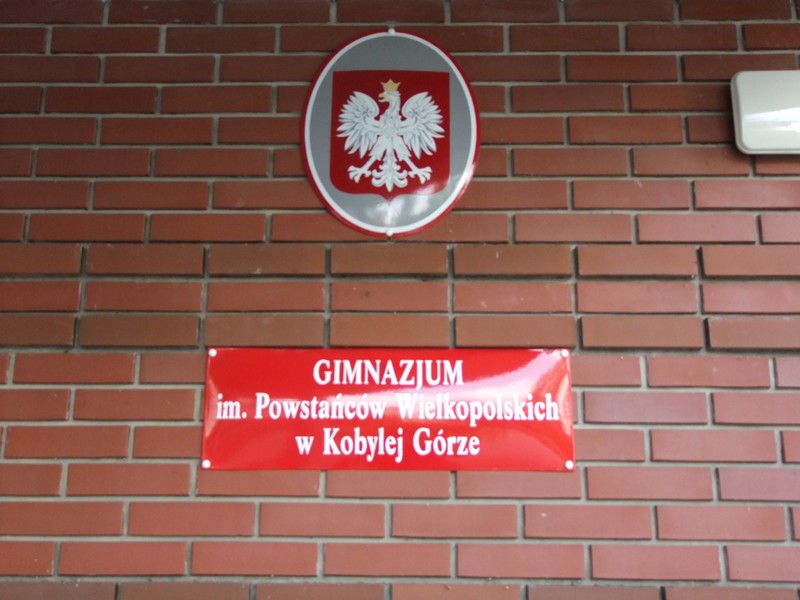 GIMNAZJUM
im. Powstańców Wielkopolskich
w Kobylej Górze